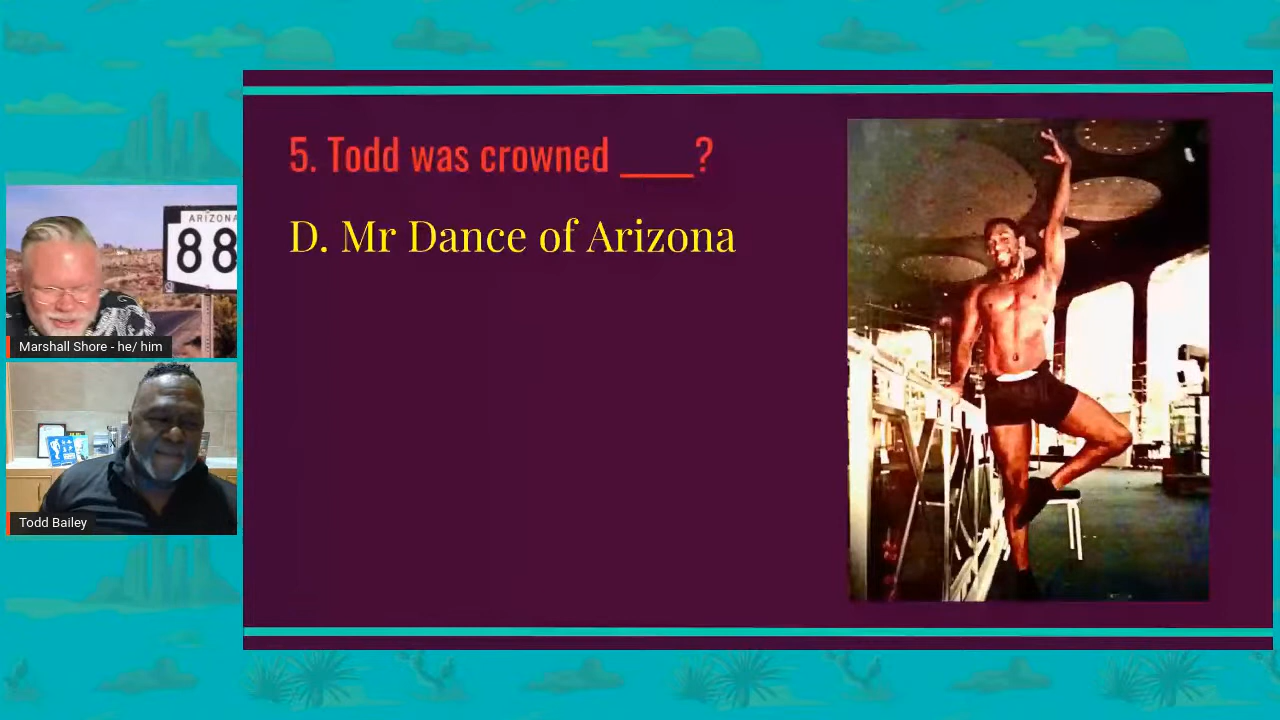 5. Todd was crowned ____?
D. Mr Dance of Arizona
ARIZONA
88
Marshall Shore - he/ him
Todd Bailey